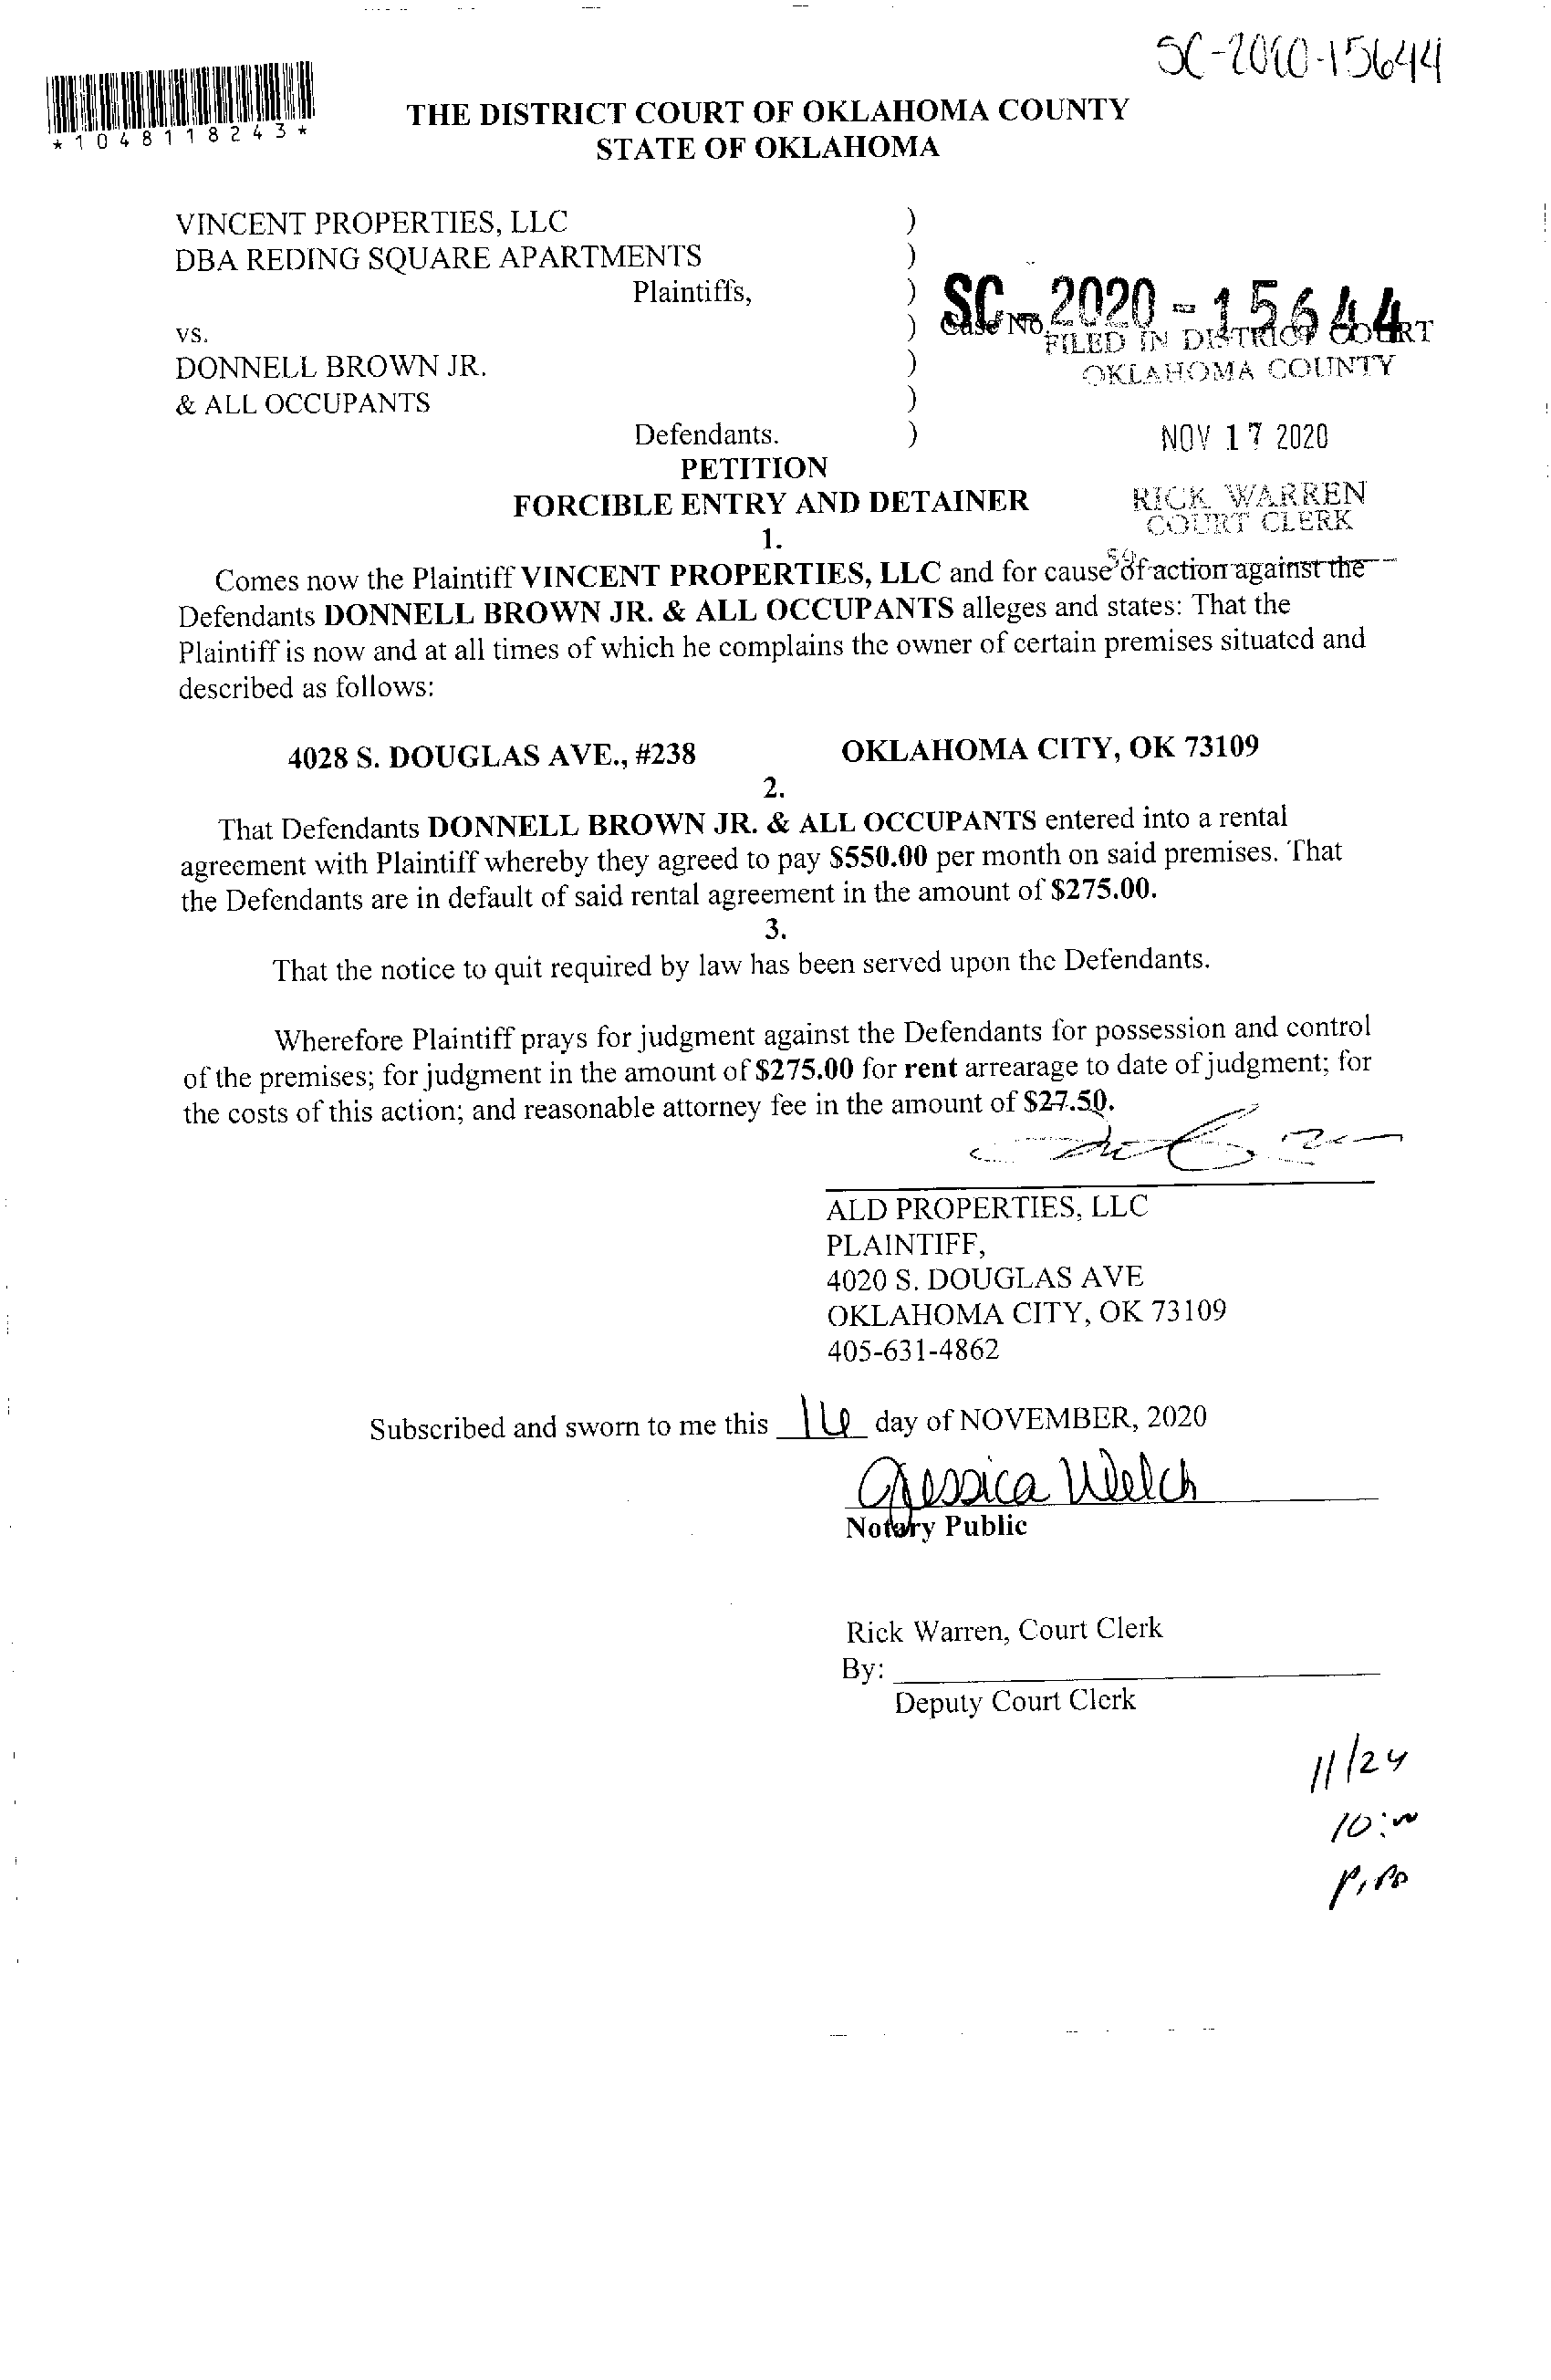 SC-2020-15644
*1048118243*
THE DISTRICT COURT OF OKLAHOMA COUNTY
STATE OF OKLAHOMA
VINCENT PROPERTIES, LLC )
DBA REDING SQUARE APARTMENTS )
Plaintiffs, )
SC-2020-15644
vs. ) Case No.
FILED IN DISTRICT COURT
DONNELL BROWN JR. )
OKLAHOMA COUNTY
& ALL OCCUPANTS )
Defendants. )
NOV 17 2020
PETITION
FORCIBLE ENTRY AND DETAINER
RICK WARREN
COURT CLERK
1.
Comes now the Plaintiff VINCENT PROPERTIES, LLC and for cause of action against the
Defendants DONNELL BROWN JR. & ALL OCCUPANTS alleges and states: That the
Plaintiff is now and at all times of which he complains the owner of certain premises situated and
described as follows:
4028 S. DOUGLAS AVE., #238 OKLAHOMA CITY, OK 73109
2.
That Defendants DONNELL BROWN JR. & ALL OCCUPANTS entered into a rental
agreement with Plaintiff whereby they agreed to pay $550.00 per month on said premises. That
the Defendants are in default of said rental agreement in the amount of $275.00.
3.
That the notice to quit required by law has been served upon the Defendants.
Wherefore Plaintiff prays for judgment against the Defendants for possession and control
of the premises; for judgment in the amount of $275.00 for rent arrearage to date of judgment; for
the costs of this action; and reasonable attorney fee in the amount of $27.50.
ALD PROPERTIES, LLC
PLAINTIFF,
4020 S. DOUGLAS AVE
OKLAHOMA CITY, OK 73109
405-631-4862
Subscribed and sworn to me this 16 day of NOVEMBER, 2020
Jessica Welch
Notary Public
Rick Warren, Court Clerk
By:
Deputy Court Clerk
11/24
10: